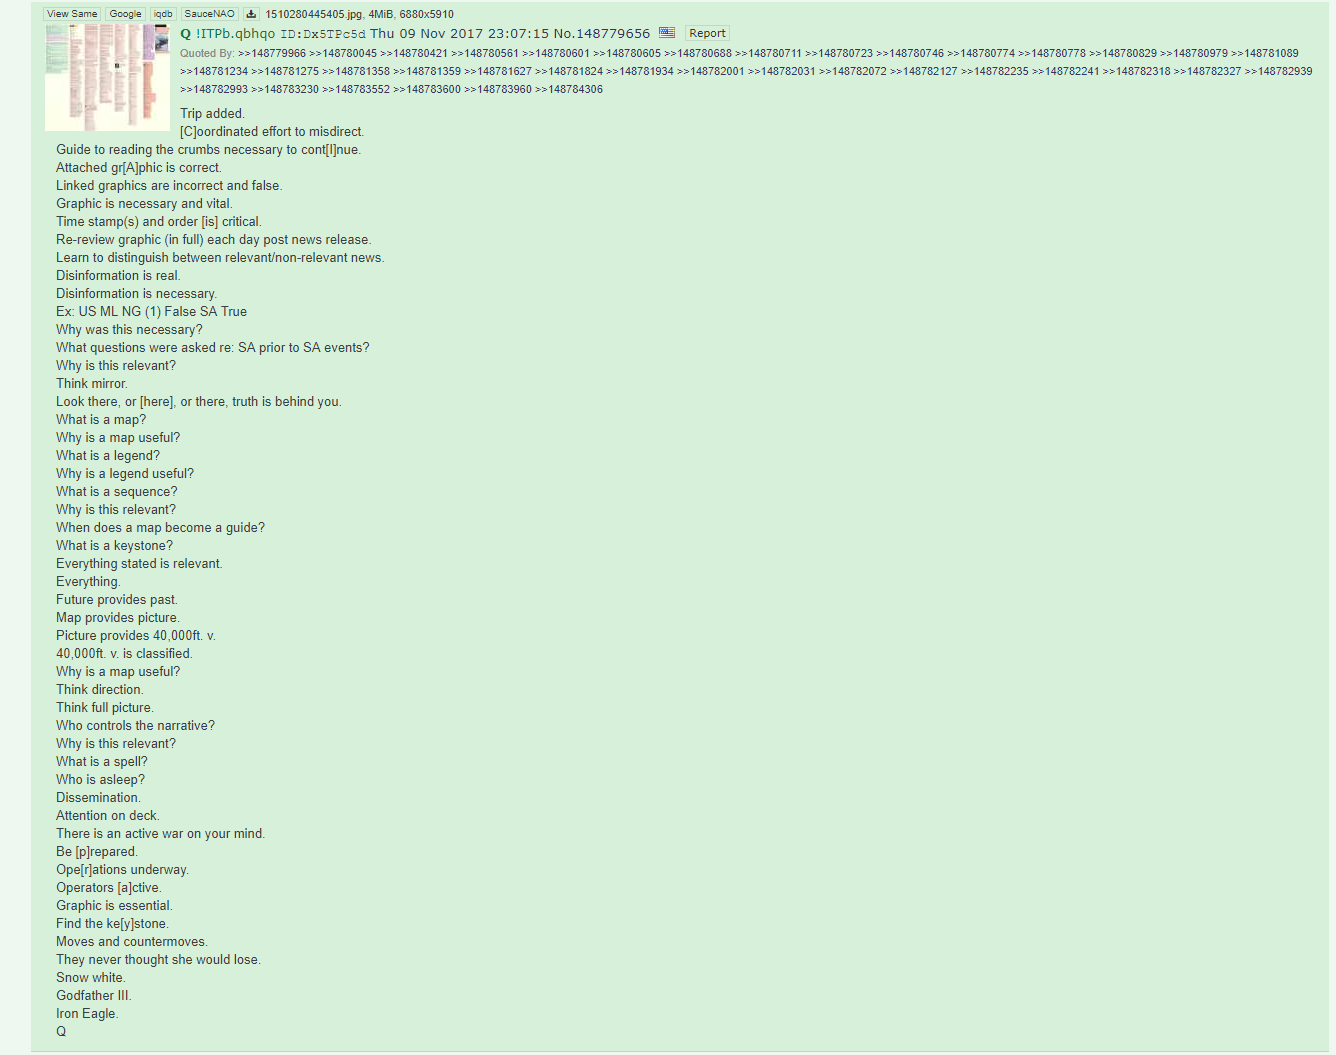 View Same Google iqdb SauceNAO 1510280445405.jpg, 4MiB, 6880x5910
Q !ITPb.qbhqo ID:Dx5TPc5d Thu 09 Nov 2017 23:07:15 No.148779656 Report
Quoted By: >>148779966 >>148780045 >>148780421 >>148780561 >>148780601 >>148780605 >>148780688 >>148780711 >>148780723 >>148780746 >>148780774 >>148780778 >>148780829 >>148780979 >>148781089
>>148781234 >>148781275 >>148781358 >>148781359 >>148781627 >>148781824 >>148781934 >>148782001 >>148782031 >>148782072 >>148782127 >>148782235 >>148782241 >>148782318 >>148782327 >>148782939
>>148782993 >>148783230 >>148783552 >>148783600 >>148783960 >>148784306
Trip added.
[C]oordinated effort to misdirect.
Guide to reading the crumbs necessary to cont[I]nue.
Attached gr[A]phic is correct.
Linked graphics are incorrect and false.
Graphic is necessary and vital.
Time stamp(s) and order [is] critical.
Re-review graphic (in full) each day post news release.
Learn to distinguish between relevant/non-relevant news.
Disinformation is real.
Disinformation is necessary.
Ex: US ML NG (1) False SA True
Why was this necessary?
What questions were asked re: SA prior to SA events?
Why is this relevant?
Think mirror.
Look there, or [here], or there, truth is behind you.
What is a map?
Why is a map useful?
What is a legend?
Why is a legend useful?
What is a sequence?
Why is this relevant?
When does a map become a guide?
What is a keystone?
Everything stated is relevant.
Everything.
Future provides past.
Map provides picture.
Picture provides 40,000ft. v.
40,000ft. v. is classified.
Why is a map useful?
Think direction.
Think full picture.
Who controls the narrative?
Why is this relevant?
What is a spell?
Who is asleep?
Dissemination.
Attention on deck.
There is an active war on your mind.
Be [p]repared.
Ope[r]ations underway.
Operators [a]ctive.
Graphic is essential.
Find the ke[y]stone.
Moves and countermoves.
They never thought she would lose.
Snow white.
Godfather III.
Iron Eagle.
Q